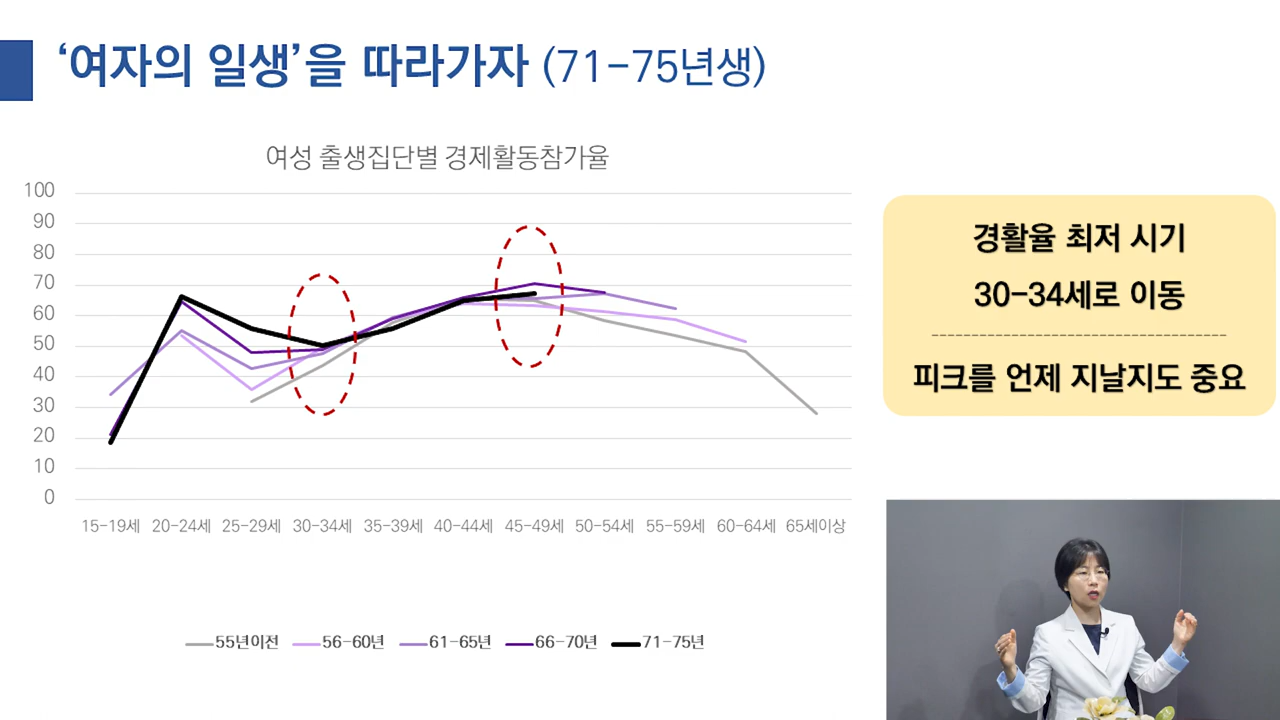 ‘여자의 일생’을 따라가자 (71-75년생)
여성 출생집단별 경제활동참가율
100
90
80
70
60
50
40
30
20
10
0
15-19세 20-24세 25-29세 30-34세 35-39세 40-44세 45-49세 50-54세 55-59세 60-64세 65세이상
55년이전 56-60년 61-65년 66-70년 71-75년
경활율 최저 시기
30-34세로 이동
피크를 언제 지날지도 중요